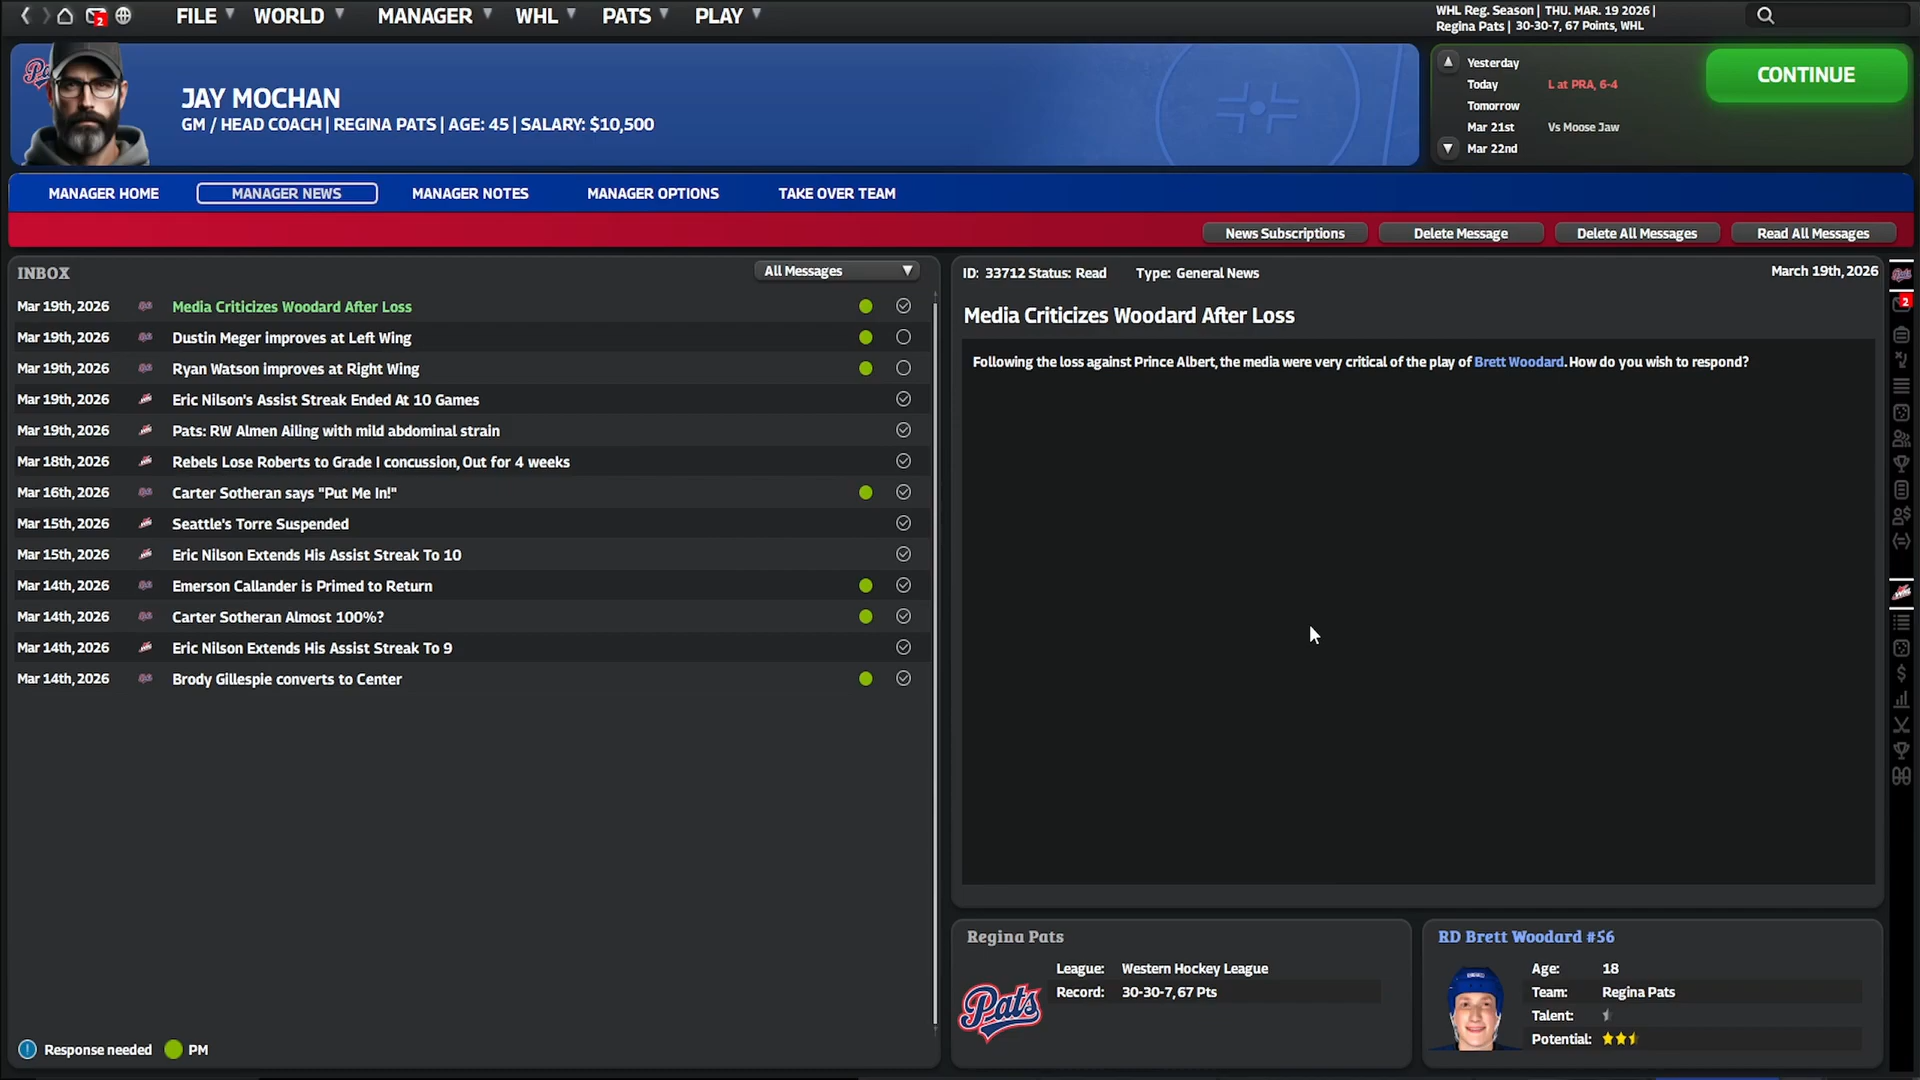 2
FILE
WORLD
MANAGER
WHL
PATS
PLAY
WHL Reg. Season | THU. MAR. 19 2026 |
Regina Pats | 30-30-7, 67 Points, WHL
JAY MOCHAN
GM / HEAD COACH | REGINA PATS | AGE: 45 | SALARY: $10,500
Yesterday
Today L at PRA, 6-4
Tomorrow
Mar 21st Vs Moose Jaw
Mar 22nd
CONTINUE
MANAGER HOME
MANAGER NEWS
MANAGER NOTES
MANAGER OPTIONS
TAKE OVER TEAM
News Subscriptions
Delete Message
Delete All Messages
Read All Messages
INBOX
All Messages
Mar 19th, 2026 Media Criticizes Woodard After Loss
Mar 19th, 2026 Dustin Meger improves at Left Wing
Mar 19th, 2026 Ryan Watson improves at Right Wing
Mar 19th, 2026 Eric Nilson's Assist Streak Ended At 10 Games
Mar 19th, 2026 Pats: RW Almen Ailing with mild abdominal strain
Mar 18th, 2026 Rebels Lose Roberts to Grade I concussion, Out for 4 weeks
Mar 16th, 2026 Carter Sotheran says "Put Me In!"
Mar 15th, 2026 Seattle's Torre Suspended
Mar 15th, 2026 Eric Nilson Extends His Assist Streak To 10
Mar 14th, 2026 Emerson Callander is Primed to Return
Mar 14th, 2026 Carter Sotheran Almost 100%?
Mar 14th, 2026 Eric Nilson Extends His Assist Streak To 9
Mar 14th, 2026 Brody Gillespie converts to Center
Response needed
PM
ID: 33712 Status: Read Type: General News
March 19th, 2026
Media Criticizes Woodard After Loss
Following the loss against Prince Albert, the media were very critical of the play of Brett Woodard. How do you wish to respond?
2
Regina Pats
Pats
League: Western Hockey League
Record: 30-30-7, 67 Pts
RD Brett Woodard #56
Age: 18
Team: Regina Pats
Talent:
Potential: